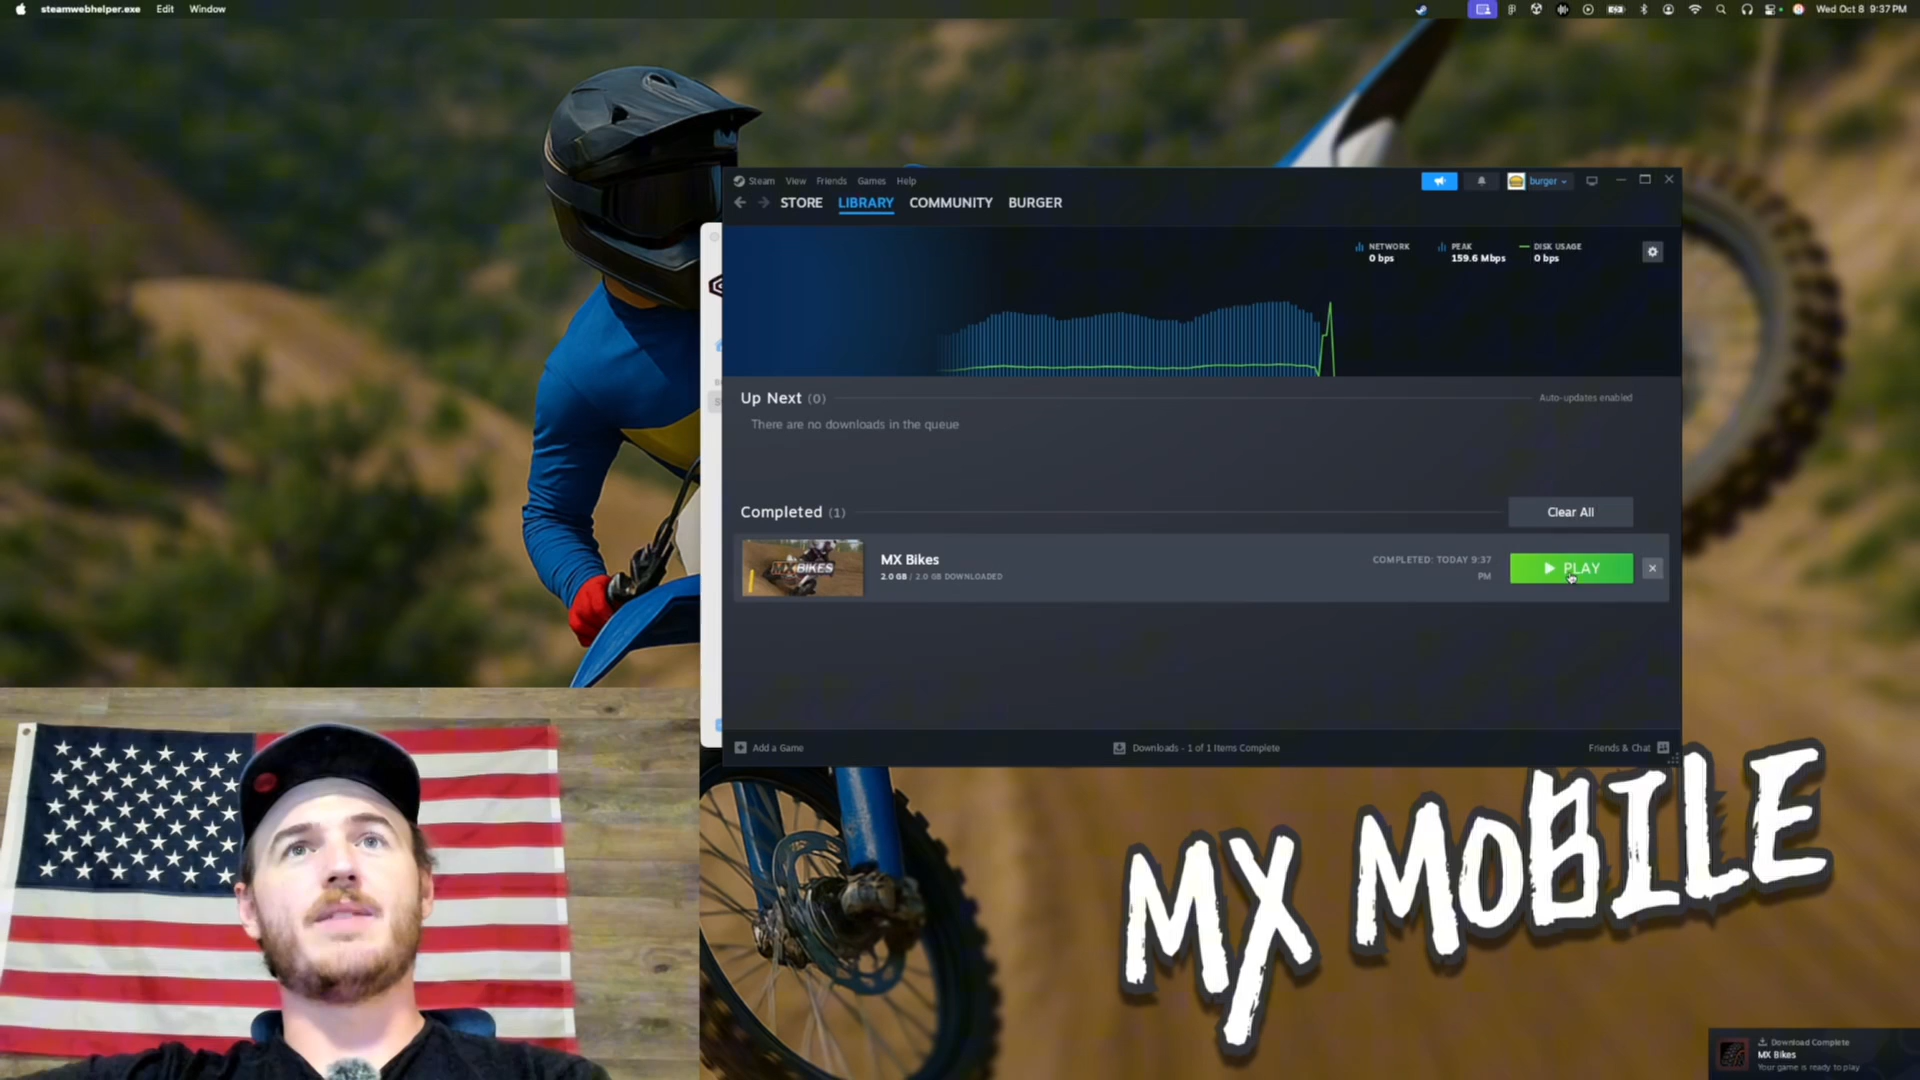 steamwebhelper.exe Edit Window
Wed Oct 8 9:37 PM
Steam View Friends Games Help
burger
STORE LIBRARY COMMUNITY BURGER
NETWORK
0 bps
PEAK
159.6 Mbps
DISK USAGE
0 bps
Up Next (0)
Auto-updates enabled
There are no downloads in the queue
Completed (1)
Clear All
MX BIKES
MX Bikes
2.0 GB / 2.0 GB DOWNLOADED
COMPLETED: TODAY 9:37
PM
PLAY
Add a Game
Downloads - 1 of 1 Items Complete
Friends & Chat
MX MOBILE
Download Complete
MX Bikes
Your game is ready to play